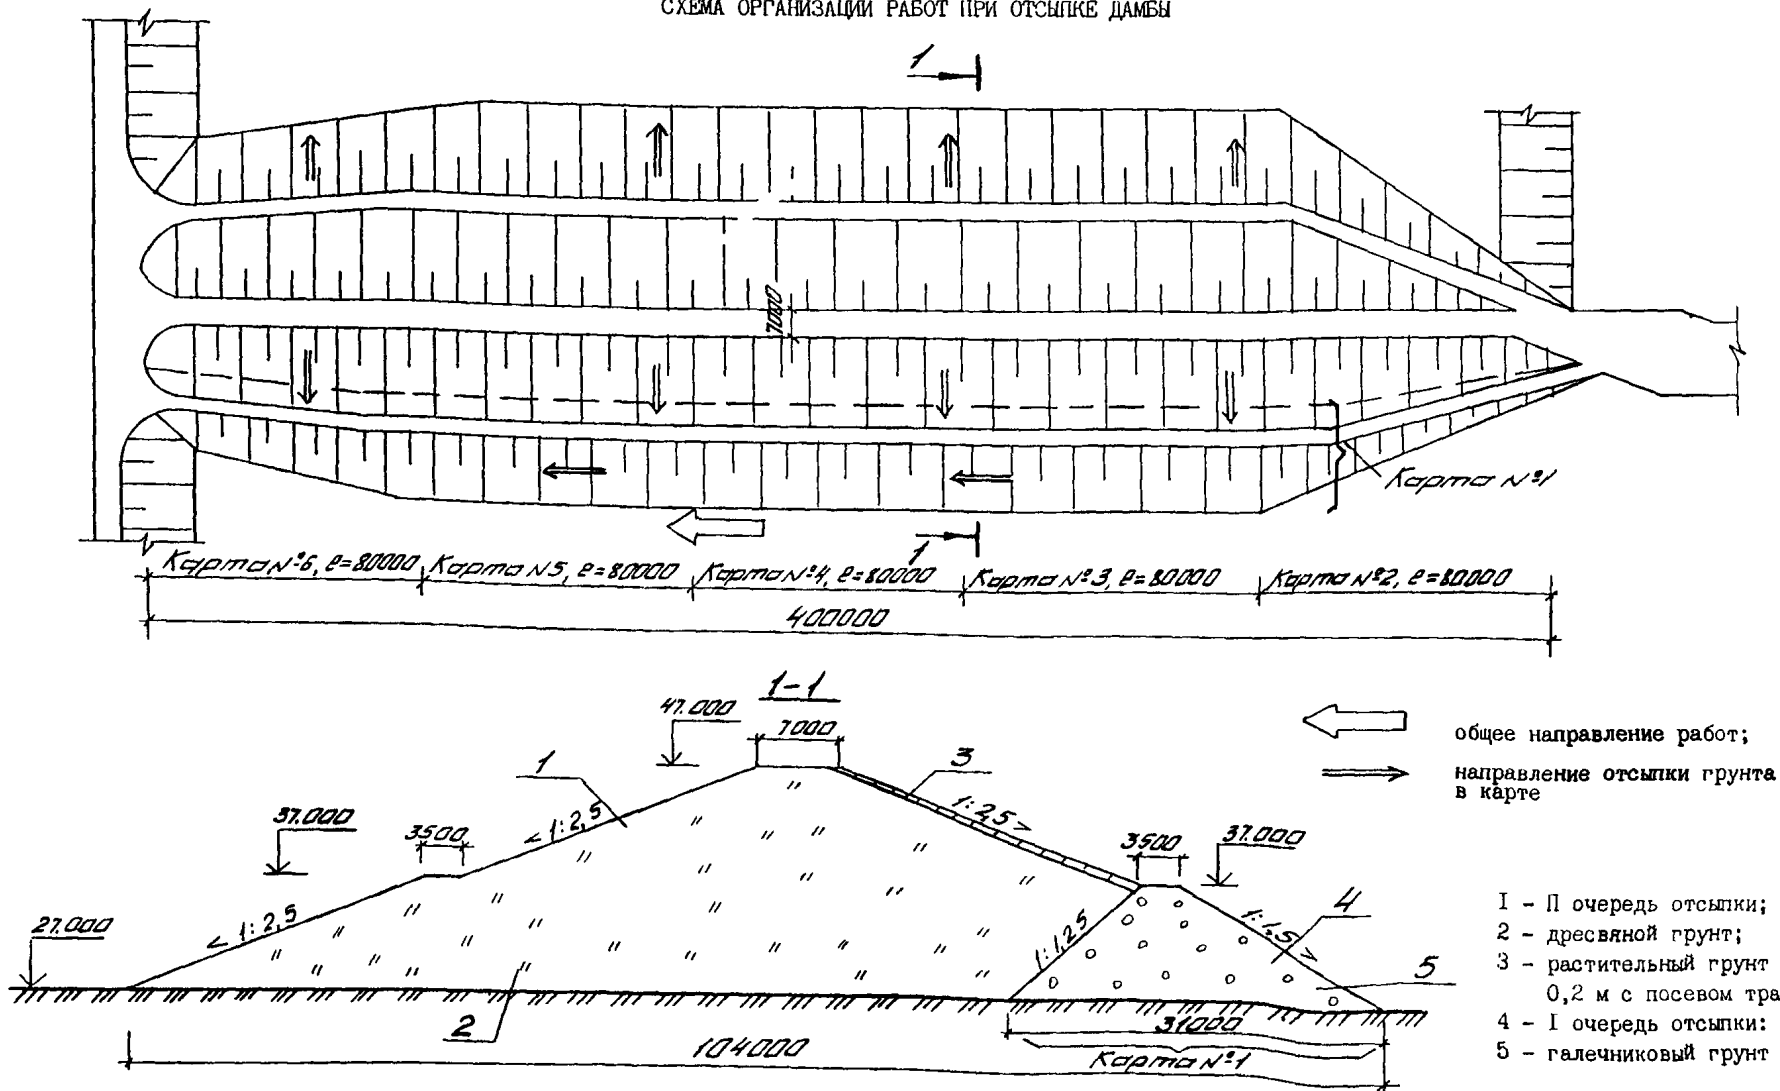 СХЕМА ОРГАНИЗАЦИИ РАБОТ ПРИ ОТСЫПКЕ ДАМБЫ
1
7000
Карта №1
1
Карта №6, ℓ=80000
Карта N5, ℓ=80000
Карта №4, ℓ=80000
Карта №3, ℓ=80000
Карта №2, ℓ=80000
400000
1-1
47.000
7000
общее направление работ;
направление отсыпки грунта
в карте
1
3
37.000
3500
1:2,5
1:2,5
3500
37.000
27.000
1:2,5
1:1,25
1:1,5
4
5
2
31000
104000
Карта №1
I - П очередь отсыпки;
2 - дресвяной грунт;
3 - растительный грунт
0,2 м с посевом тра
4 - I очередь отсыпки:
5 - галечниковый грунт